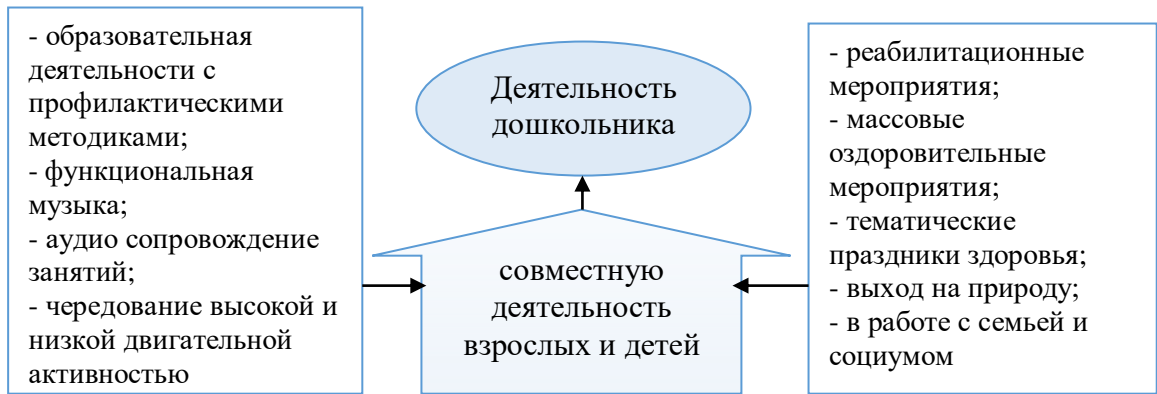 - образовательная
деятельности с
профилактическими
методиками;
- функциональная
музыка;
- аудио сопровождение
занятий;
- чередование высокой и
низкой двигательной
активностью
Деятельность
дошкольника
совместную
деятельность
взрослых и детей
- реабилитационные
мероприятия;
- массовые
оздоровительные
мероприятия;
- тематические
праздники здоровья;
- выход на природу;
- в работе с семьей и
социумом